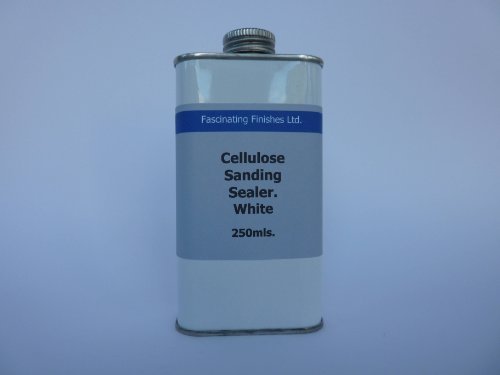 Fascinating Finishes Ltd.
Cellulose
Sanding
Sealer.
White
250mls.